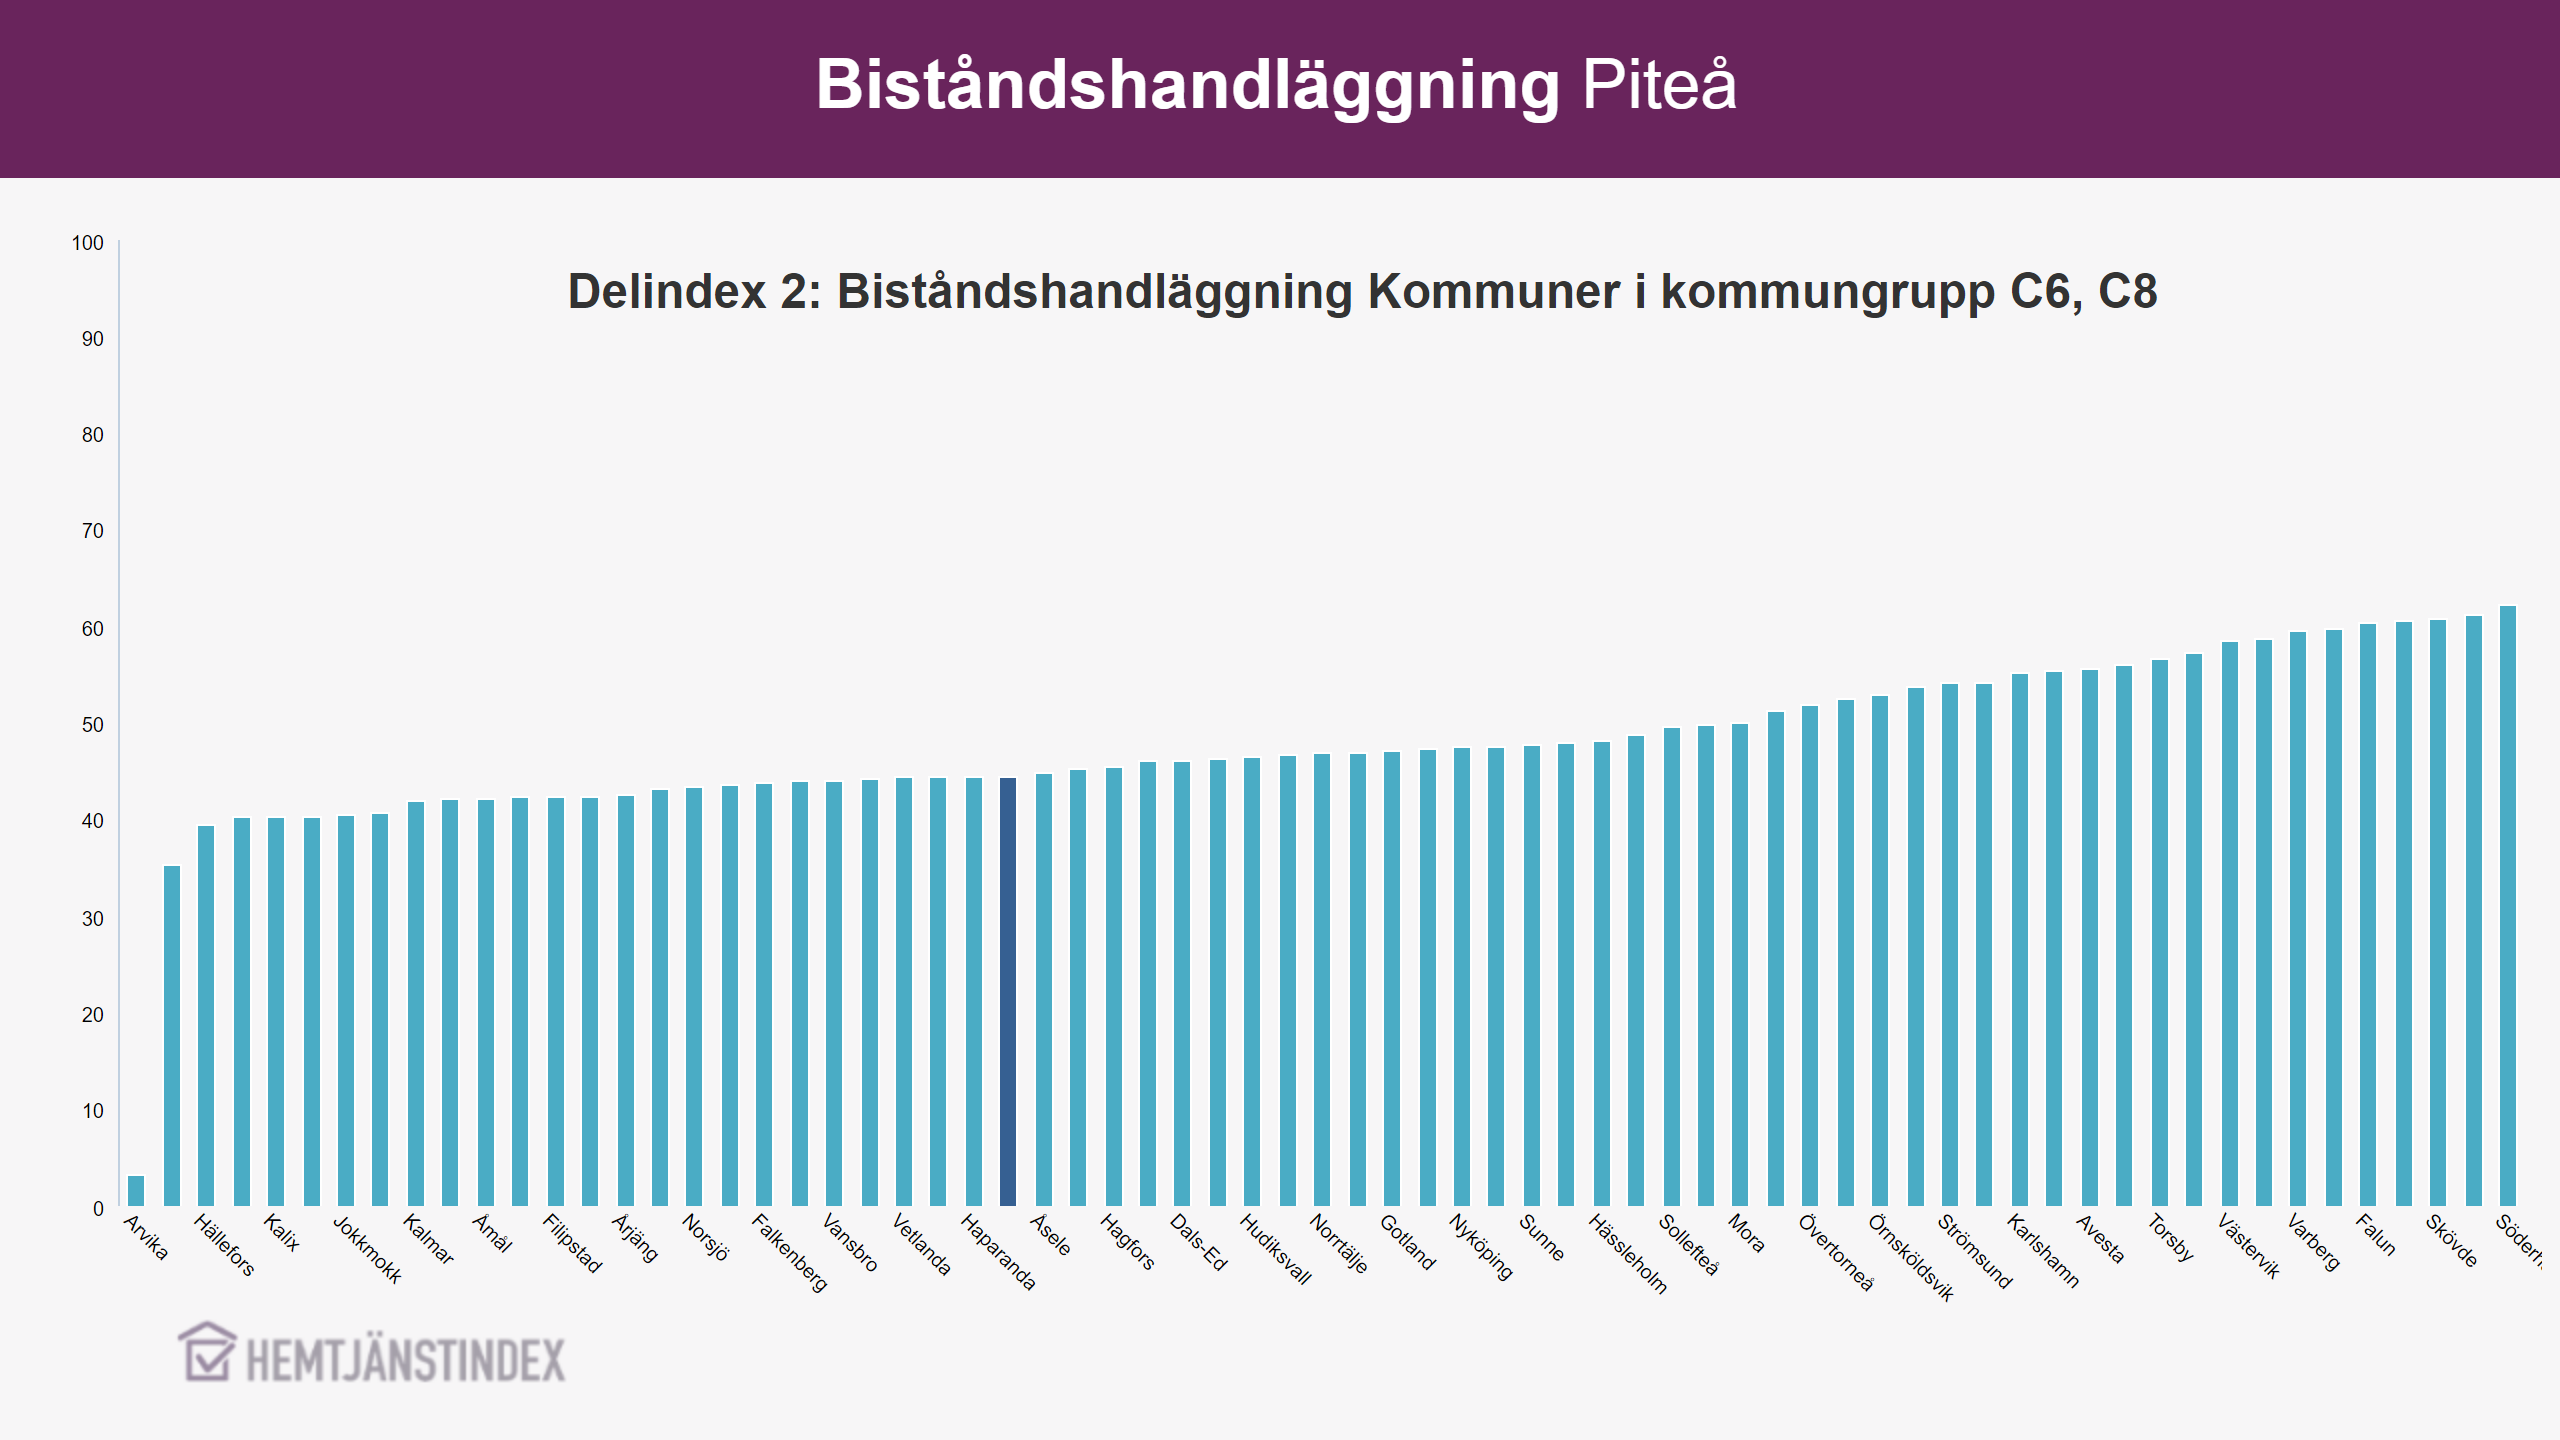 Biståndshandläggning Piteå
Delindex 2: Biståndshandläggning Kommuner i kommungrupp C6, C8
100
90
80
70
60
50
40
30
20
10
0
Arvika
Hällefors
Kalix
Jokkmokk
Kalmar
Åmål
Filipstad
Årjäng
Norsjö
Falkenberg
Vansbro
Vetlanda
Haparanda
Åsele
Hagfors
Dals-Ed
Hudiksvall
Norrtälje
Gotland
Nyköping
Sunne
Hässleholm
Sollefteå
Mora
Övertorneå
Örnsköldsvik
Strömsund
Karlshamn
Avesta
Torsby
Västervik
Varberg
Falun
Skövde
HEMTJÄNSTINDEX